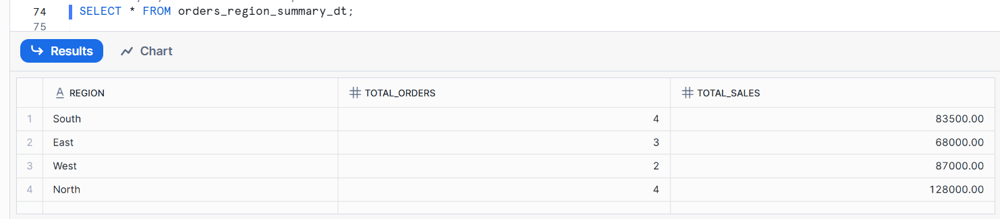 74 SELECT * FROM orders_region_summary_dt;
75
Results Chart
A REGION # TOTAL_ORDERS # TOTAL_SALES
1 South 4 83500.00
2 East 3 68000.00
3 West 2 87000.00
4 North 4 128000.00